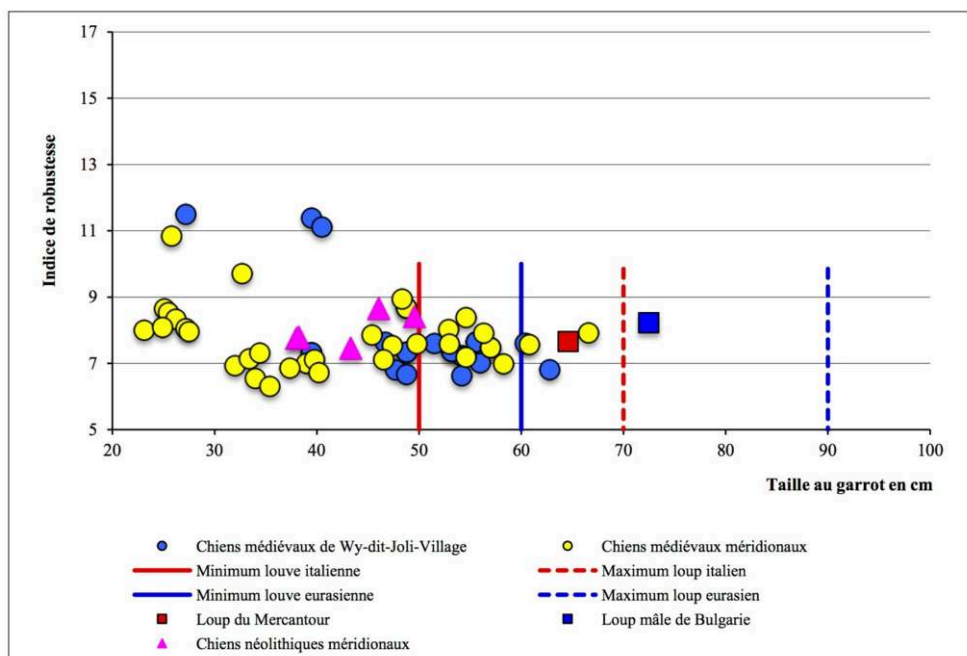 17
15
13
11
9
7
5
Indice de robustesse
20 30 40 50 60 70 80 90 100
Taille au garrot en cm
Chiens médiévaux de Wy-dit-Joli-Village
Chiens médiévaux méridionaux
Minimum louve italienne
Maximum loup italien
Minimum louve eurasienne
Maximum loup eurasien
Loup du Mercantour
Loup mâle de Bulgarie
Chiens néolithiques méridionaux